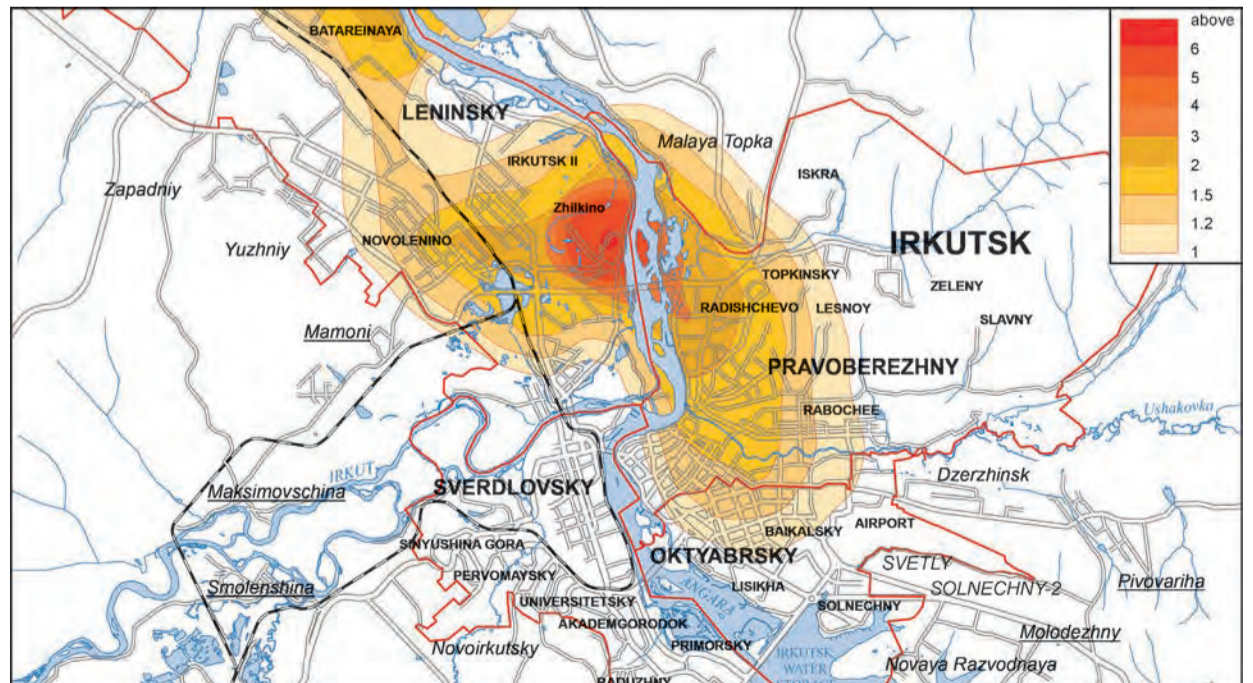 above
6
5
4
3
2
1.5
1.2
1
BATAREINAYA
LENINSKY
Malaya Topka
IRKUTSK II
ISKRA
Zapadniy
Zhilkino
Yuzhniy
NOVOLENINO
IRKUTSK
TOPKINSKY
ZELENY
RADISHCHEVO
LESNOY
SLAVNY
Mamoni
PRAVOBEREZHNY
RABOCHEE
Ushakovka
IRKUT
Maksimovschina
SVERDLOVSKY
Dzerzhinsk
AIRPORT
BAIKALSKY
SINYUSHINA GORA
OKTYABRSKY
SVETLY
PERVOMAYSKY
Smolenshina
LISIKHA
SOLNECHNY-2
Pivovariha
ANGARA
UNIVERSITETSKY
SOLNECHNY
AKADEMGORODOK
Molodezhny
Novoirkutsky
PRIMORSKY
IRKUTSK
WATER
Novaya Razvodnaya
RADUZHNY